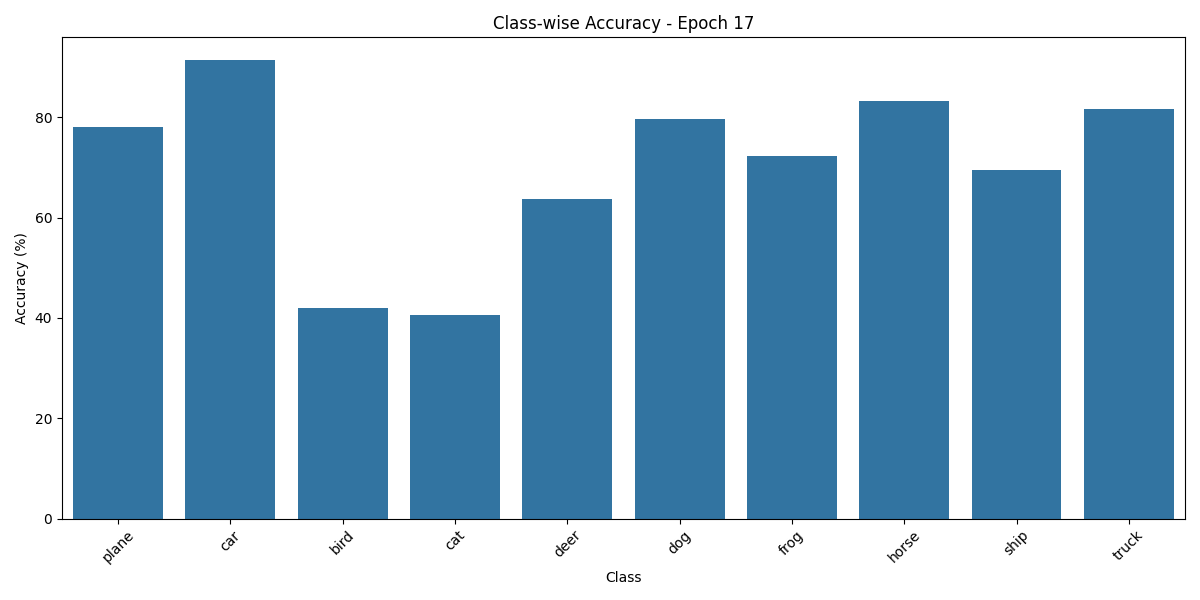 Class-wise Accuracy - Epoch 17
Accuracy (%)
80
60
40
20
0
plane
car
bird
cat
deer
dog
frog
horse
ship
truck
Class